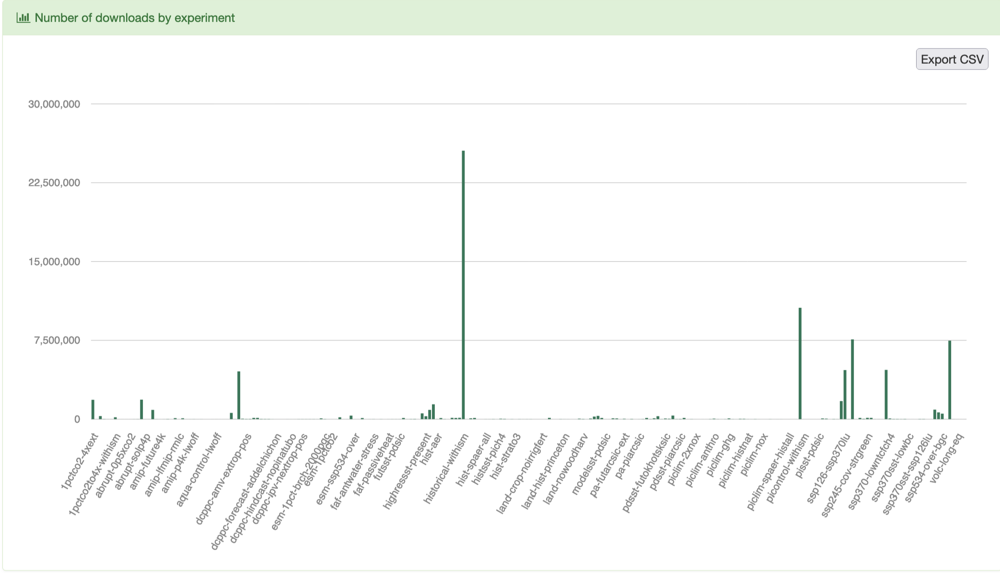 Number of downloads by experiment
Export CSV
30,000,000
22,500,000
15,000,000
7,500,000
0
1pctco2-4xext
1pctco2to4x-withism
abrupt-0p5xco2
abrupt-solp4p
amip-future4k
amip-lfmip-rmlc
amip-p4k-lwoff
aqua-control-lwoff
dcppc-amv-extrop-pos
dcppc-forecast-addelchichon
dcppc-hindcast-nopinatubo
dcppc-ipv-nextrop-pos
esm-1pct-brch-2000pgc
esm-1pctco2
esm-ssp534-over
faf-antwater-stress
faf-passiveheat
futsst-pdsic
highressst-present
hist-aer
historical-withism
hist-spaer-all
histsst-pich4
hist-strato3
land-crop-noirrigfert
land-hist-princeton
land-nowoodharv
modelsst-pdsic
pa-futarcsic-ext
pa-piarcsic
pdsst-futokhotsksic
pdsst-piarcsic
piclim-2xnox
piclim-anthro
piclim-ghg
piclim-histnat
piclim-nox
piclim-spaer-histall
picontrol-withism
pisst-pdsic
ssp126-ssp370lu
ssp245-cov-strgreen
ssp370-lowntcfch4
ssp370sst-lowbc
ssp370sst-ssp126lu
ssp534-over-bgc
volc-long-eq